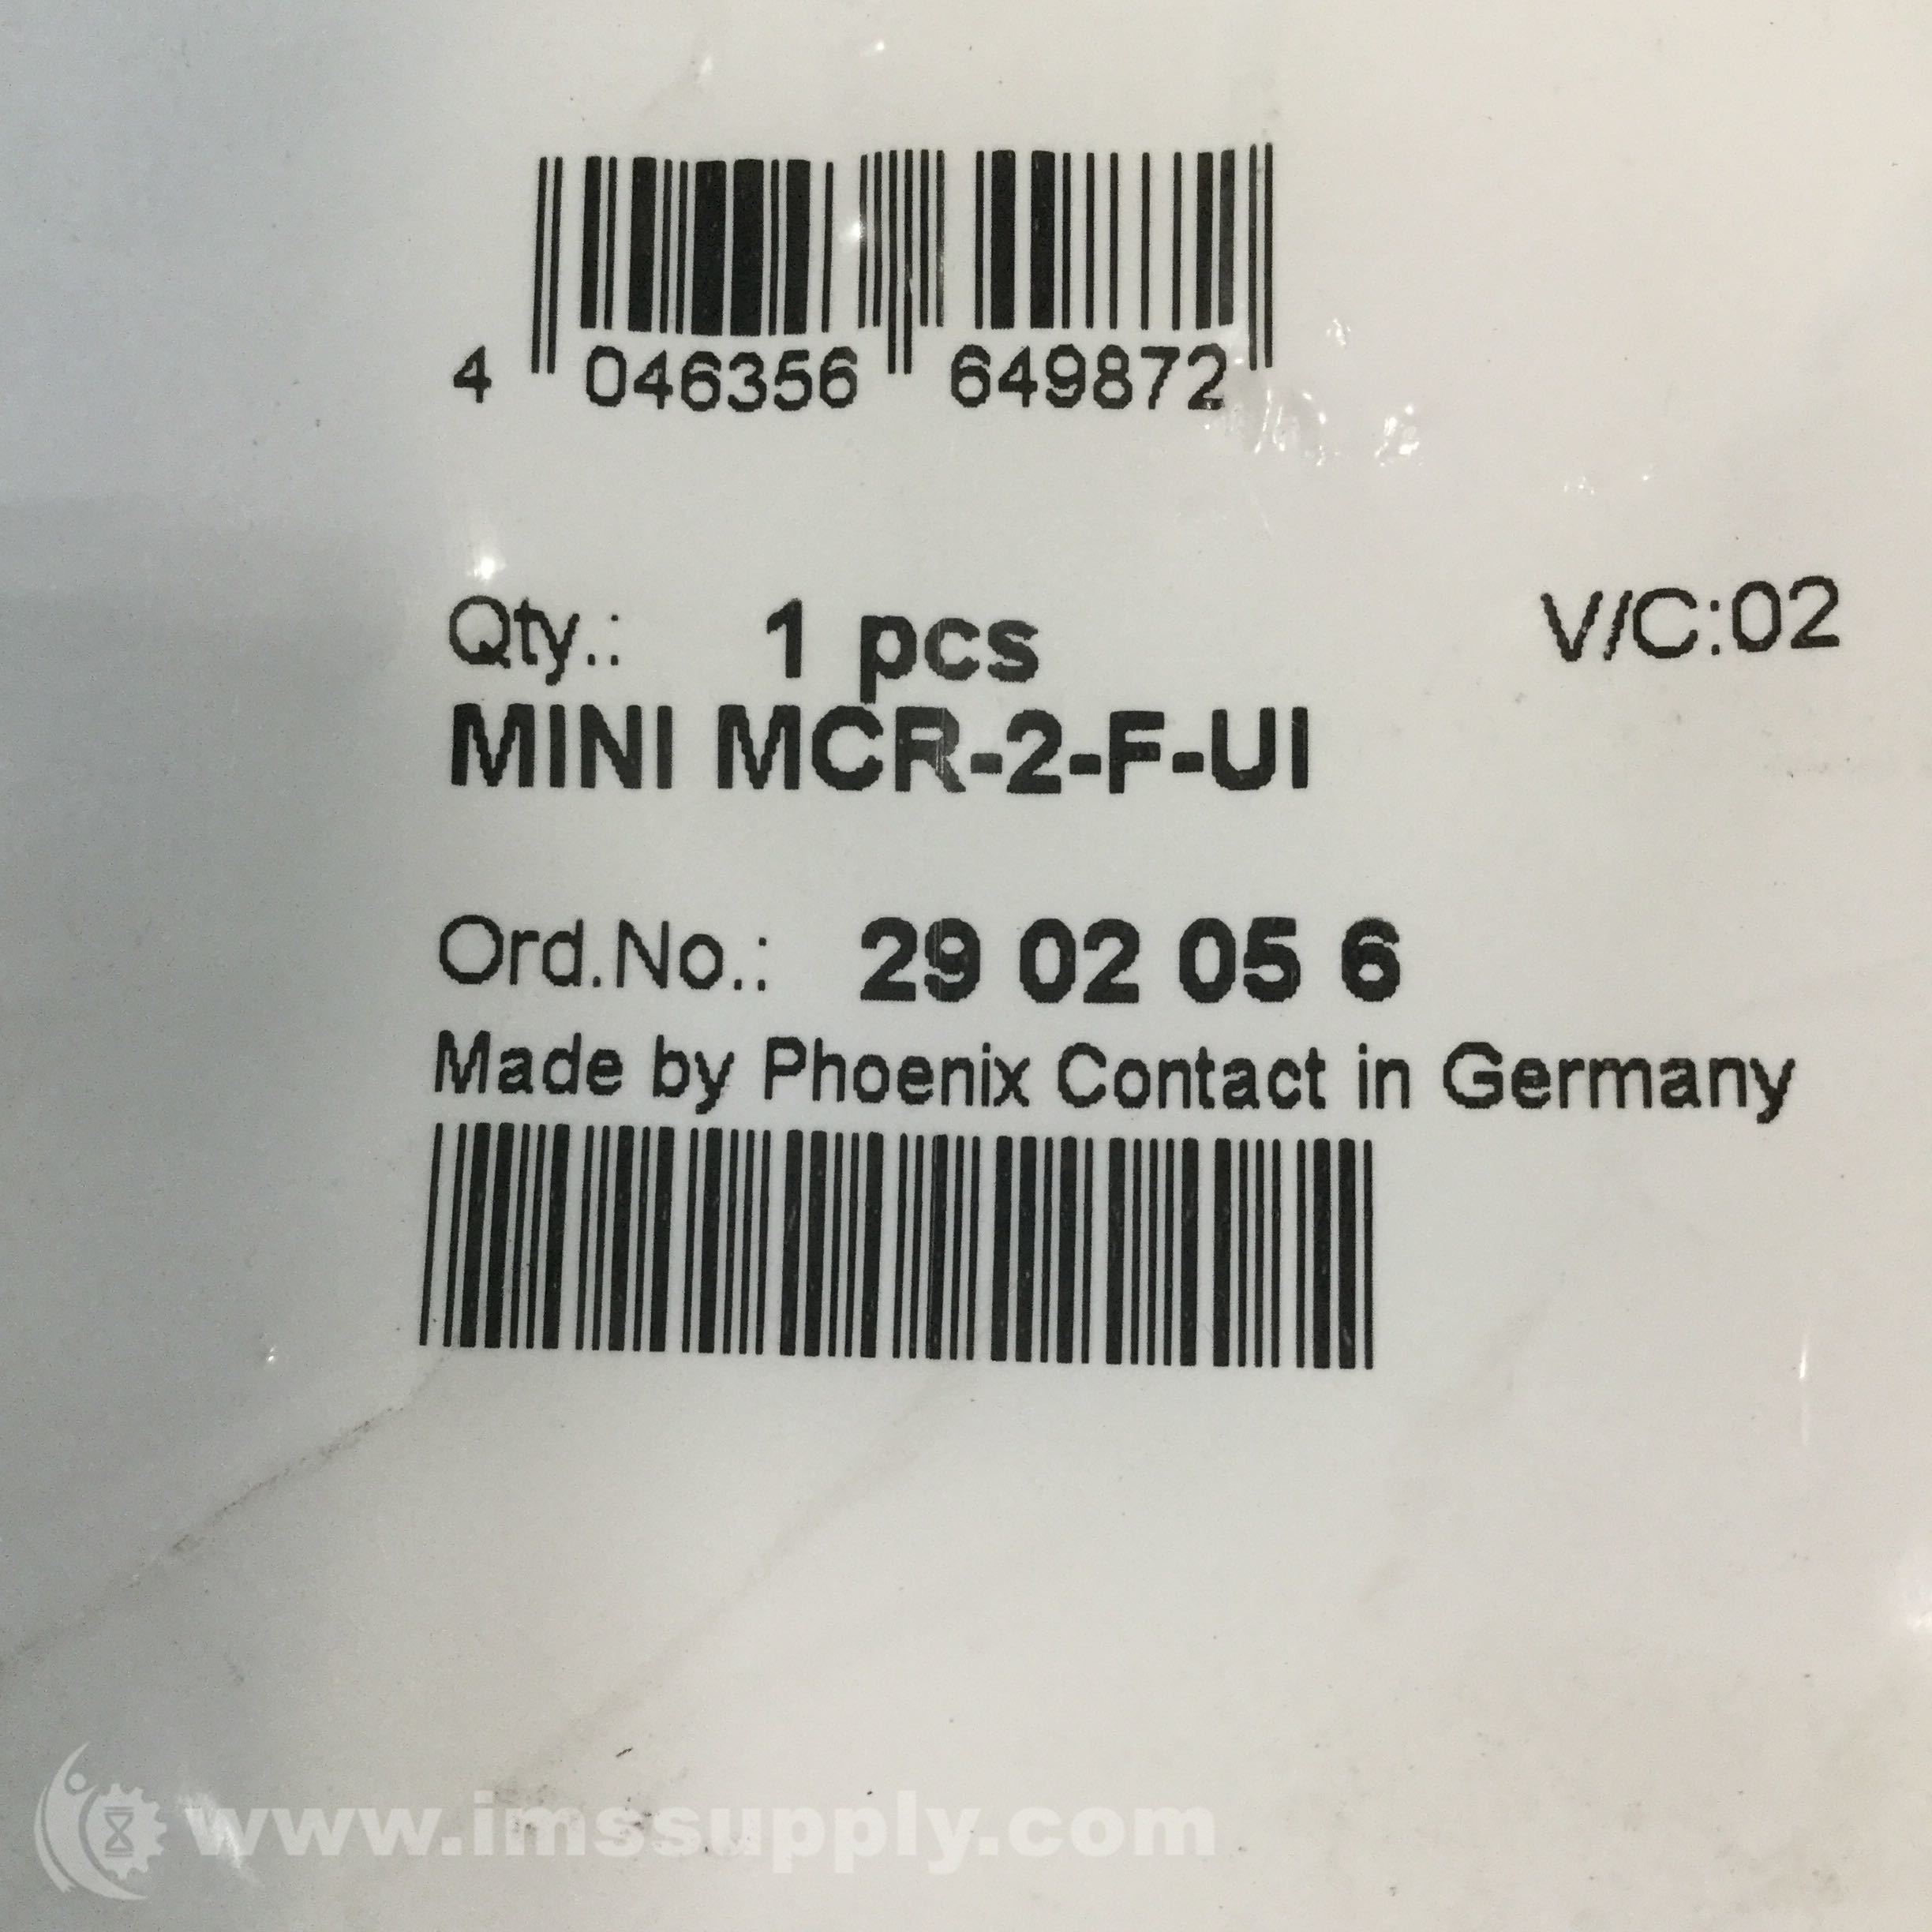 4 046356 649872
Qty.: 1 pcs V/C:02
MINI MCR-2-F-UI
Ord.No.: 29 02 05 6
Made by Phoenix Contact in Germany
www.imssupply.com